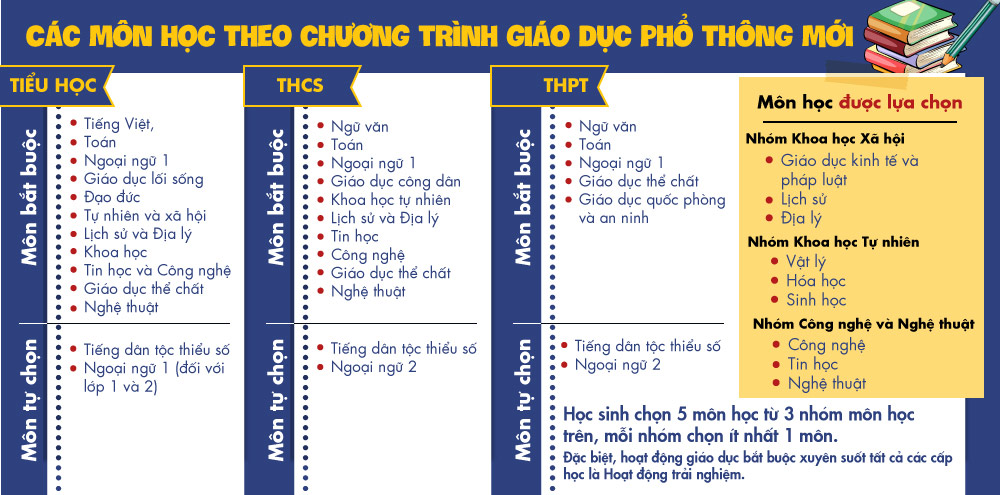 CÁC MÔN HỌC THEO CHƯƠNG TRÌNH GIÁO DỤC PHỔ THÔNG MỚI
TIỂU HỌC
Môn bắt buộc
Tiếng Việt,
Toán
Ngoại ngữ 1
Giáo dục lối sống
Đạo đức
Tự nhiên và xã hội
Lịch sử và Địa lý
Khoa học
Tin học và Công nghệ
Giáo dục thể chất
Nghệ thuật
Môn tự chọn
Tiếng dân tộc thiểu số
Ngoại ngữ 1 (đối với
lớp 1 và 2)
THCS
Môn bắt buộc
Ngữ văn
Toán
Ngoại ngữ 1
Giáo dục công dân
Khoa học tự nhiên
Lịch sử và Địa lý
Tin học
Công nghệ
Giáo dục thể chất
Nghệ thuật
Môn tự chọn
Tiếng dân tộc thiểu số
Ngoại ngữ 2
THPT
Môn bắt buộc
Ngữ văn
Toán
Ngoại ngữ 1
Giáo dục thể chất
Giáo dục quốc phòng
và an ninh
Môn tự chọn
Tiếng dân tộc thiểu số
Ngoại ngữ 2
Môn học được lựa chọn
Nhóm Khoa học Xã hội
Giáo dục kinh tế và
pháp luật
Lịch sử
Địa lý
Nhóm Khoa học Tự nhiên
Vật lý
Hóa học
Sinh học
Nhóm Công nghệ và Nghệ thuật
Công nghệ
Tin học
Nghệ thuật
Học sinh chọn 5 môn học từ 3 nhóm môn học
trên, mỗi nhóm chọn ít nhất 1 môn.
Đặc biệt, hoạt động giáo dục bắt buộc xuyên suốt tất cả các cấp
học là Hoạt động trải nghiệm.